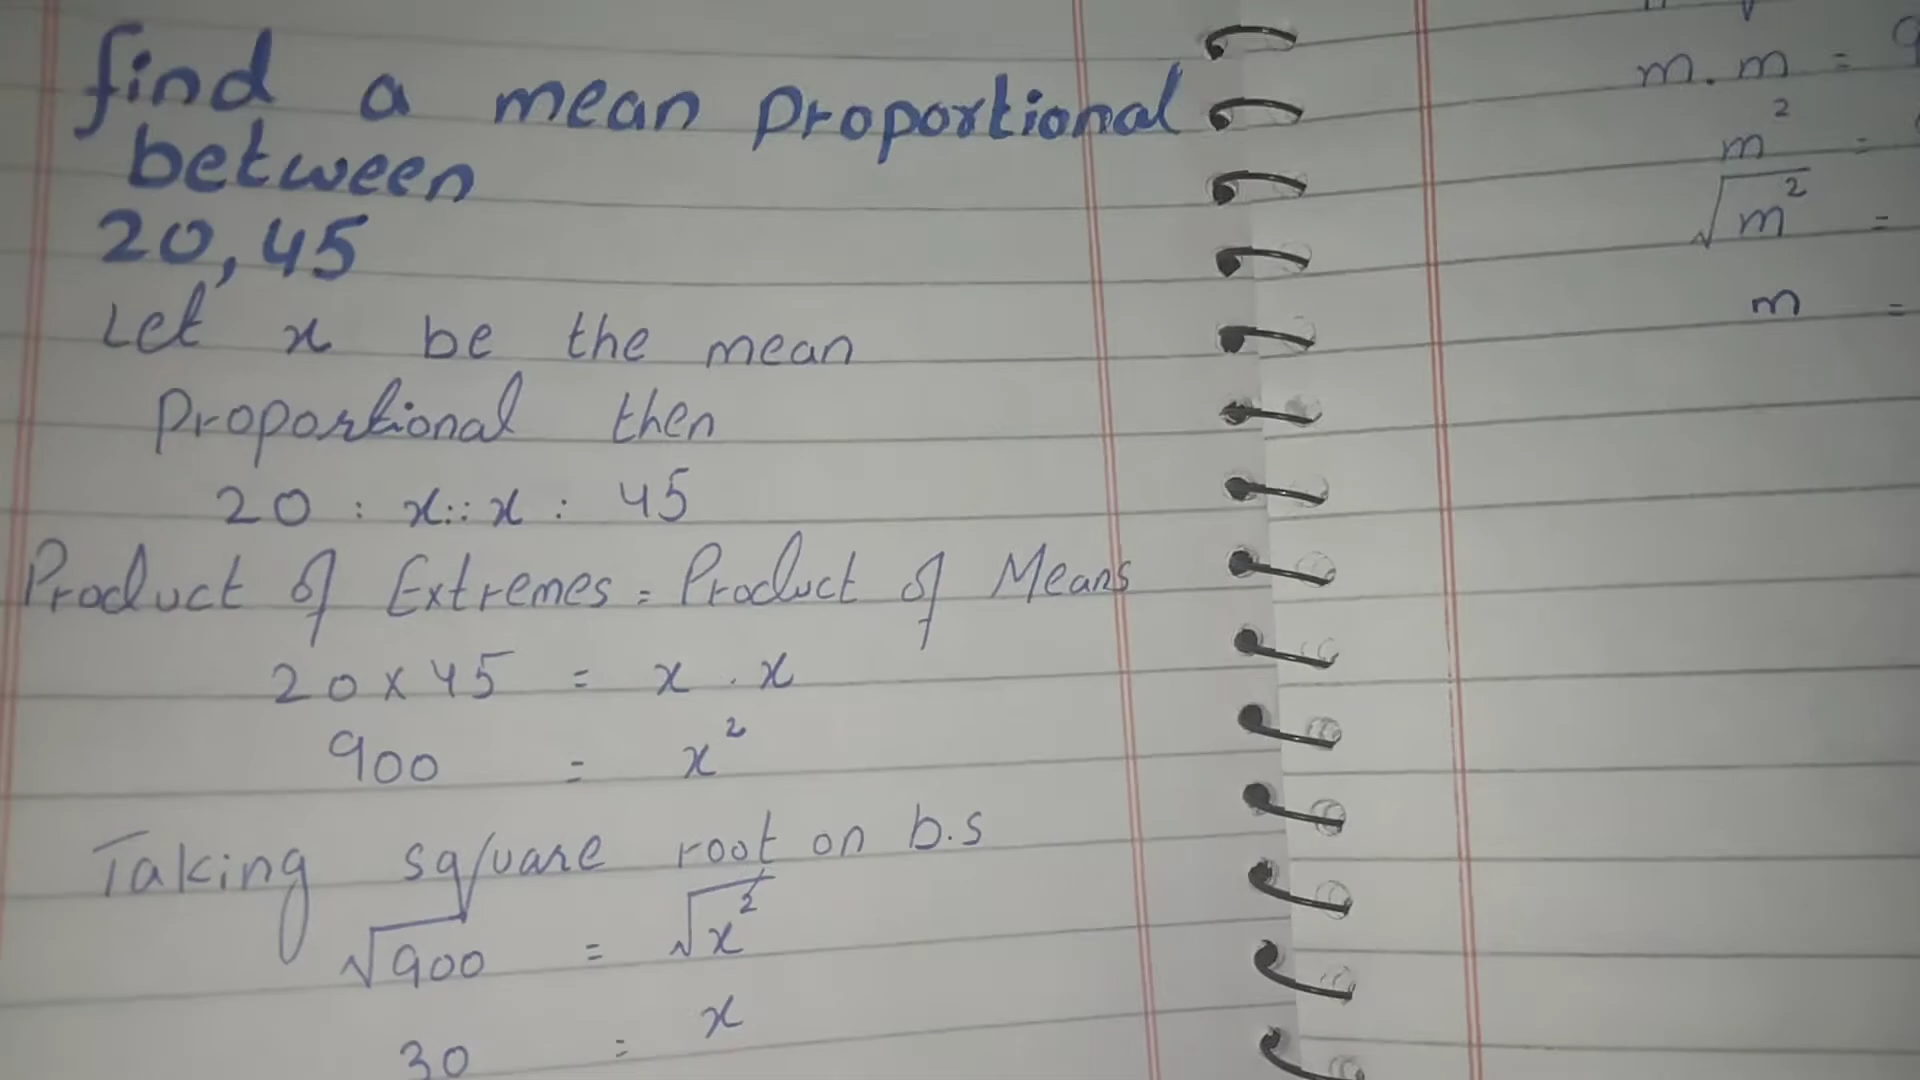 find a mean proportional
between
20, 45
Let x be the mean
proportional then
20 : x :: x : 45
Product of Extremes = Product of Means
20 x 45 = x . x
900 = x²
Taking square root on b.s
√900 = √x²
30 = x
m . m =
m² =
√m² =
m =